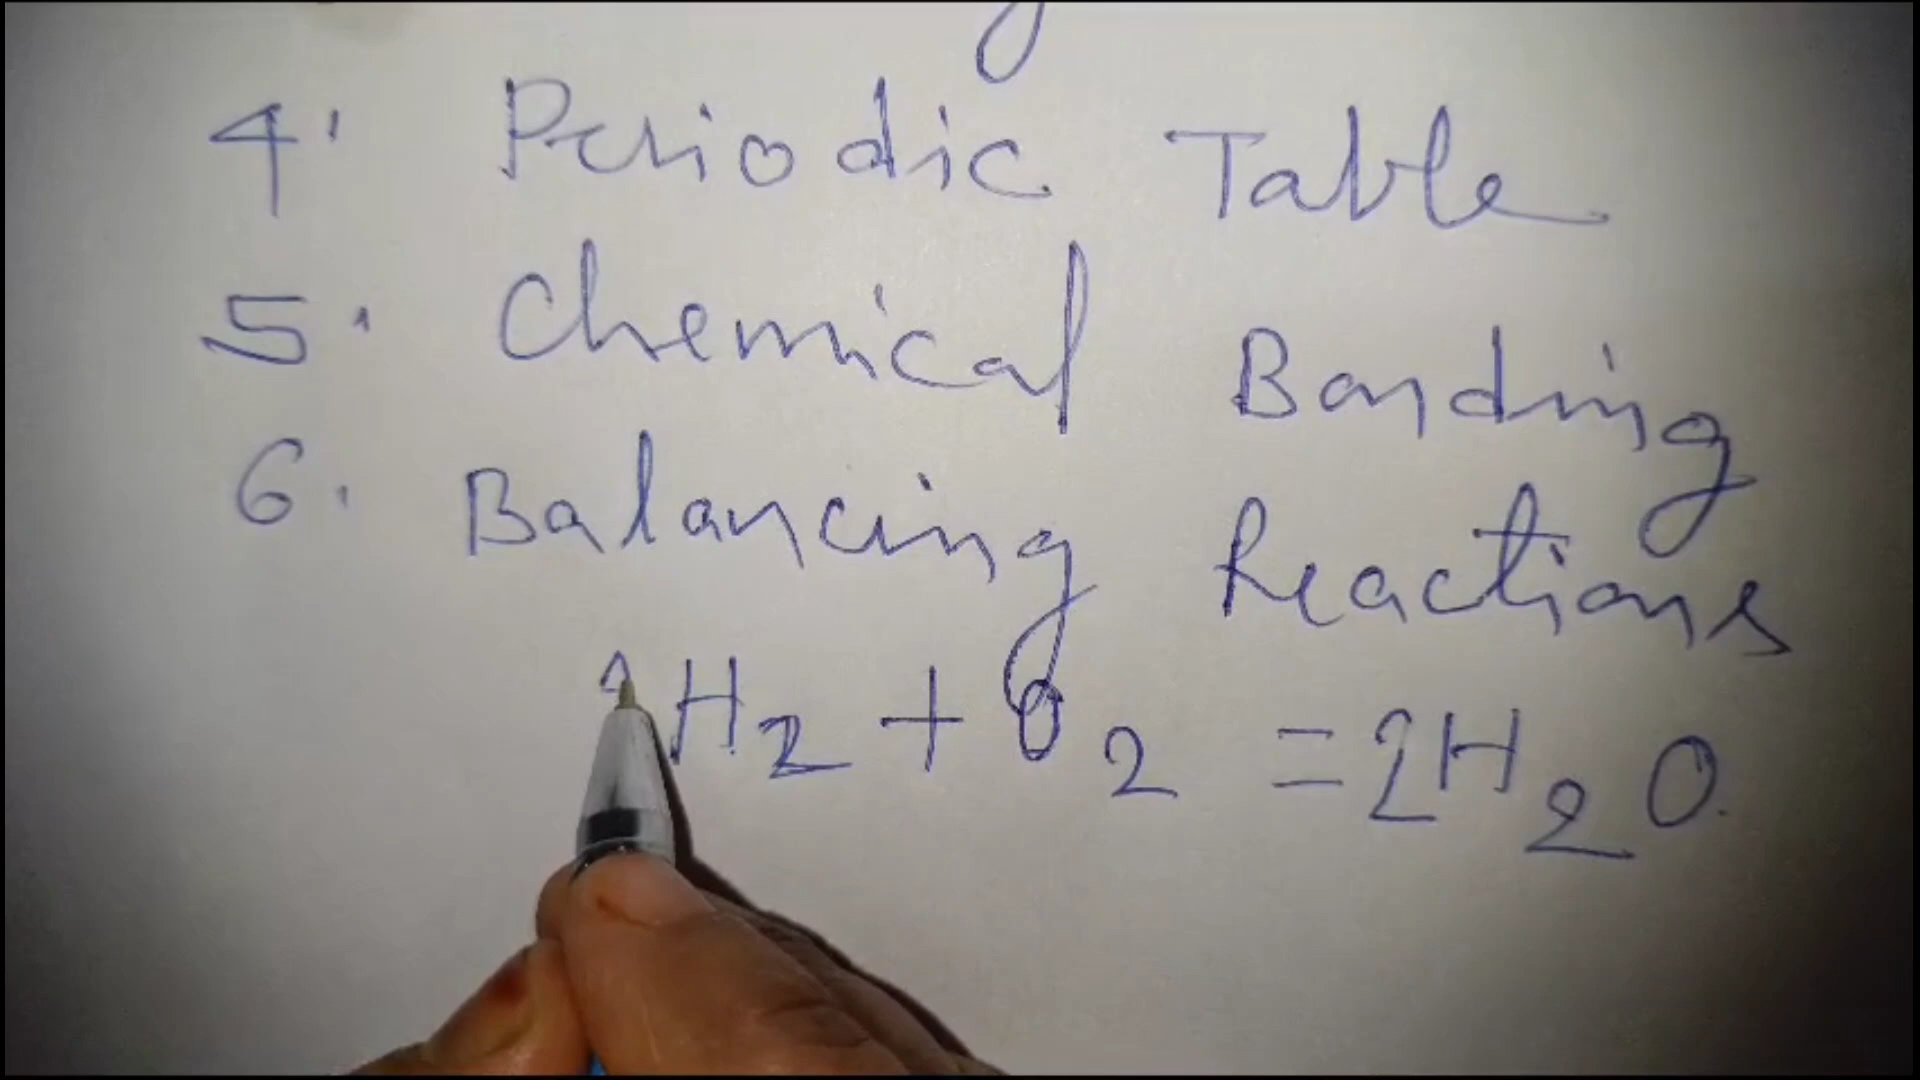 4. Periodic Table
5. Chemical Bonding
6. Balancing Reactions
H₂ + O₂ = 2H₂O